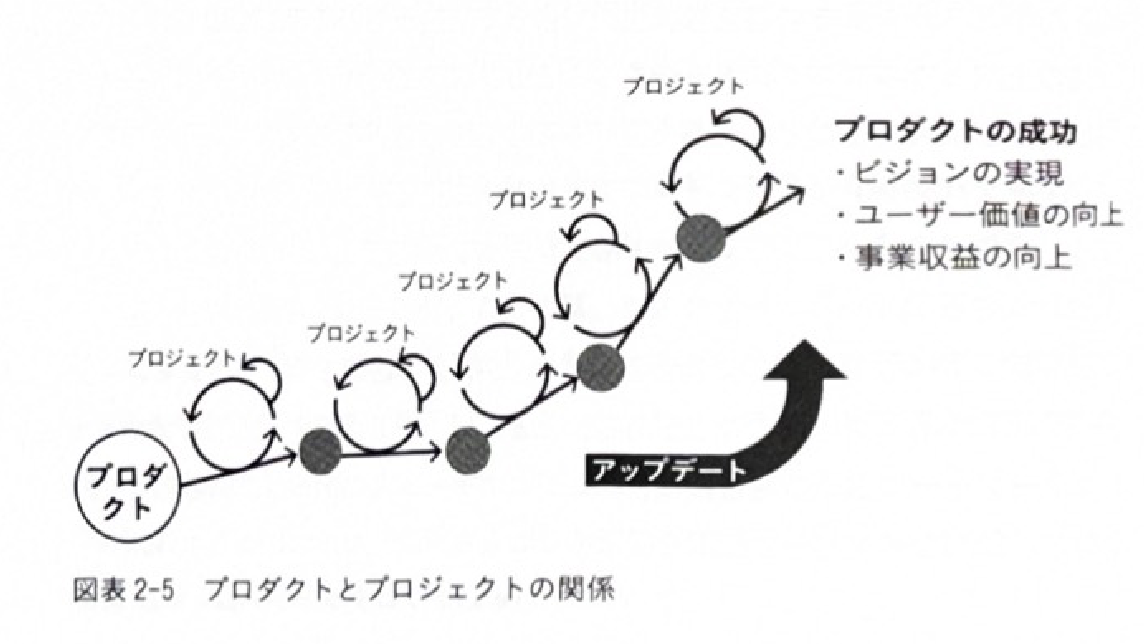 プロジェクト
プロダクトの成功
・ビジョンの実現
・ユーザー価値の向上
・事業収益の向上
プロジェクト
プロジェクト
プロジェクト
プロジェクト
プロダ
クト
アップデート
図表2-5 プロダクトとプロジェクトの関係